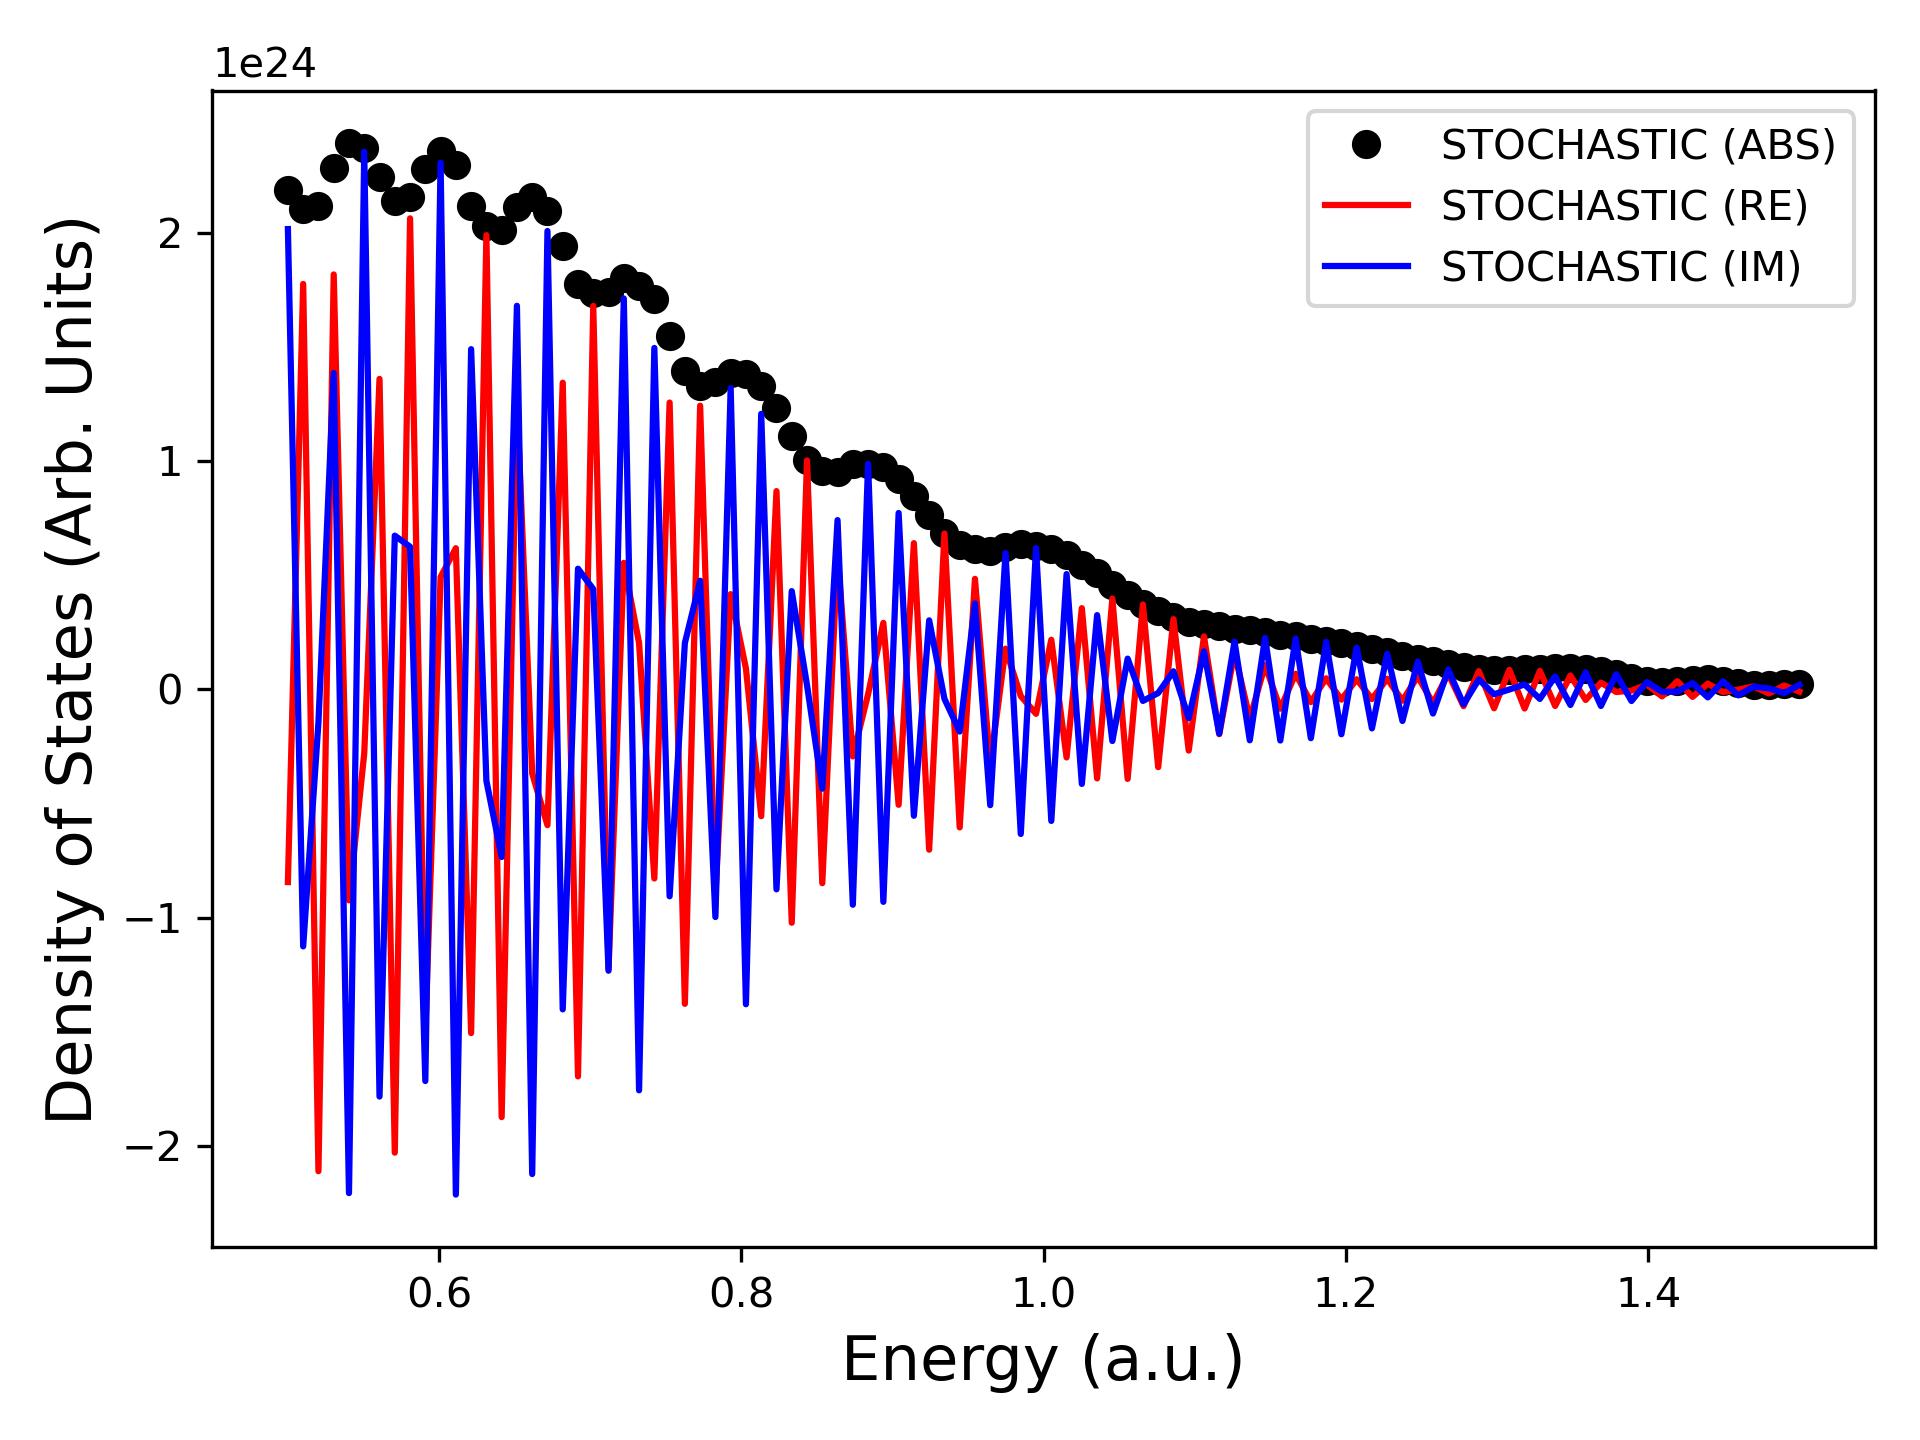 1e24
STOCHASTIC (ABS)
STOCHASTIC (RE)
STOCHASTIC (IM)
Density of States (Arb. Units)
2
1
0
−1
−2
0.6 0.8 1.0 1.2 1.4
Energy (a.u.)